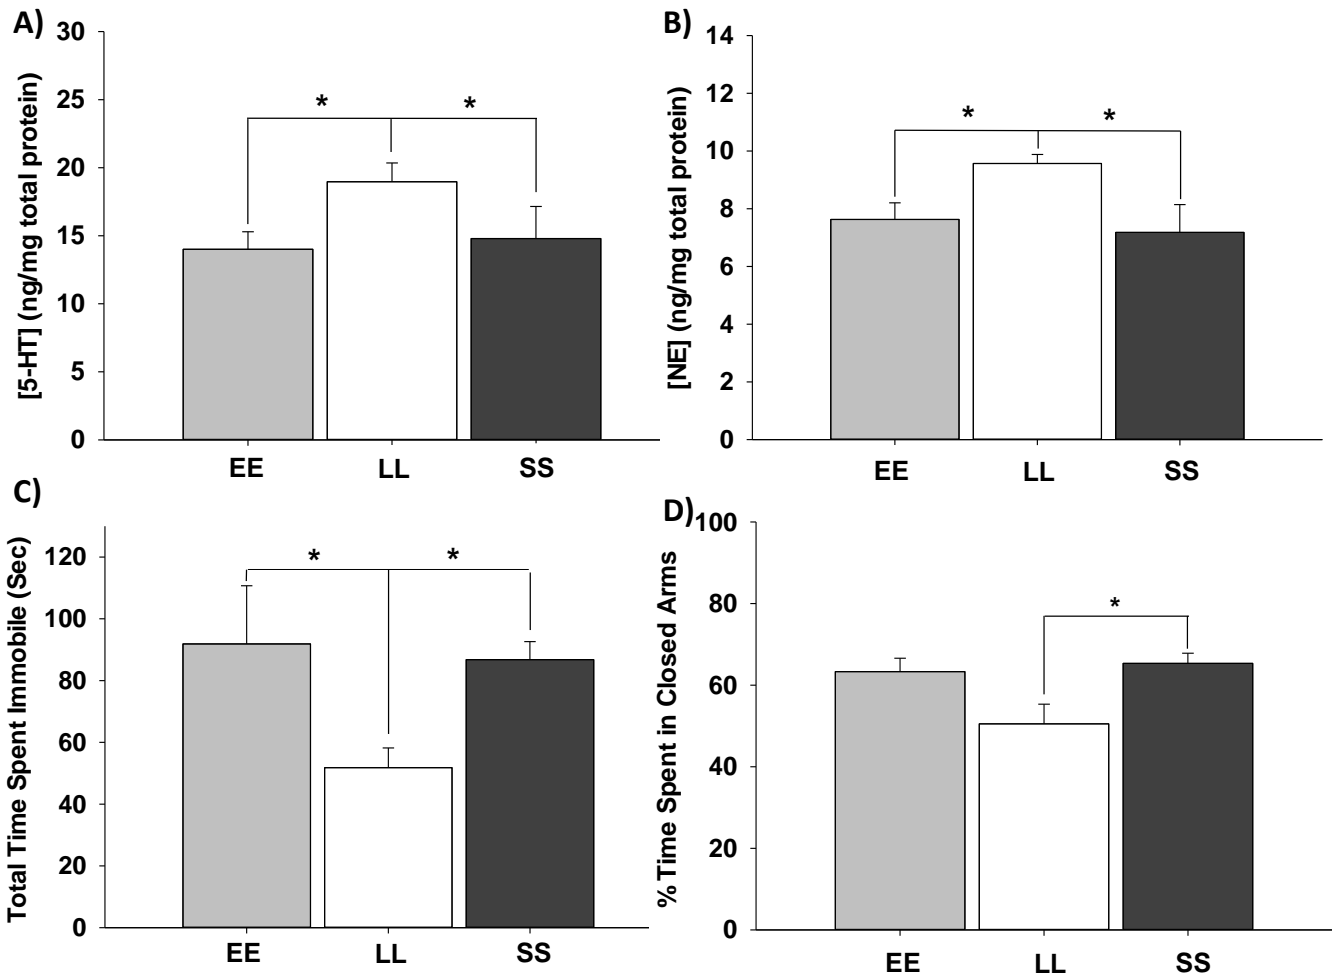 A)
[5-HT] (ng/mg total protein)
30
25
20
15
10
5
0
* *
EE LL SS
B)
[NE] (ng/mg total protein)
14
12
10
8
6
4
2
0
* *
EE LL SS
C)
Total Time Spent Immobile (Sec)
120
100
80
60
40
20
0
* *
EE LL SS
D)
% Time Spent in Closed Arms
100
80
60
40
20
0
*
EE LL SS